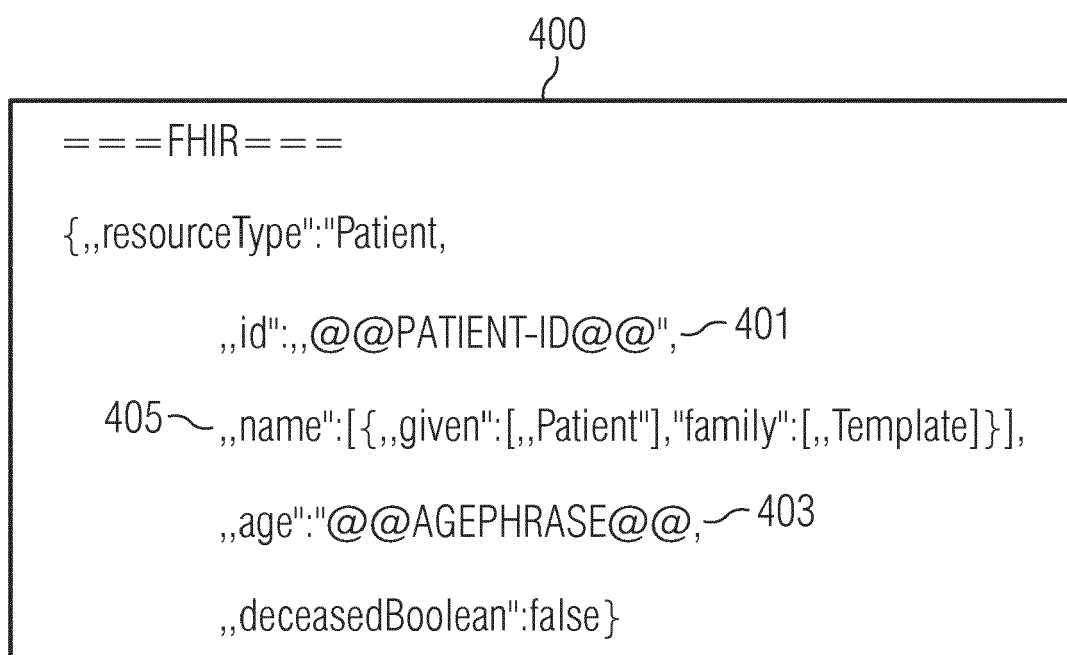 400
===FHIR===
{,,resourceType":"Patient,
,,id":,,@@PATIENT-ID@@", 401
405 ,,name":[{,,given":[,,Patient"],"family":[,,Template]}],
,,age":"@@AGEPHRASE@@, 403
,,deceasedBoolean":false}